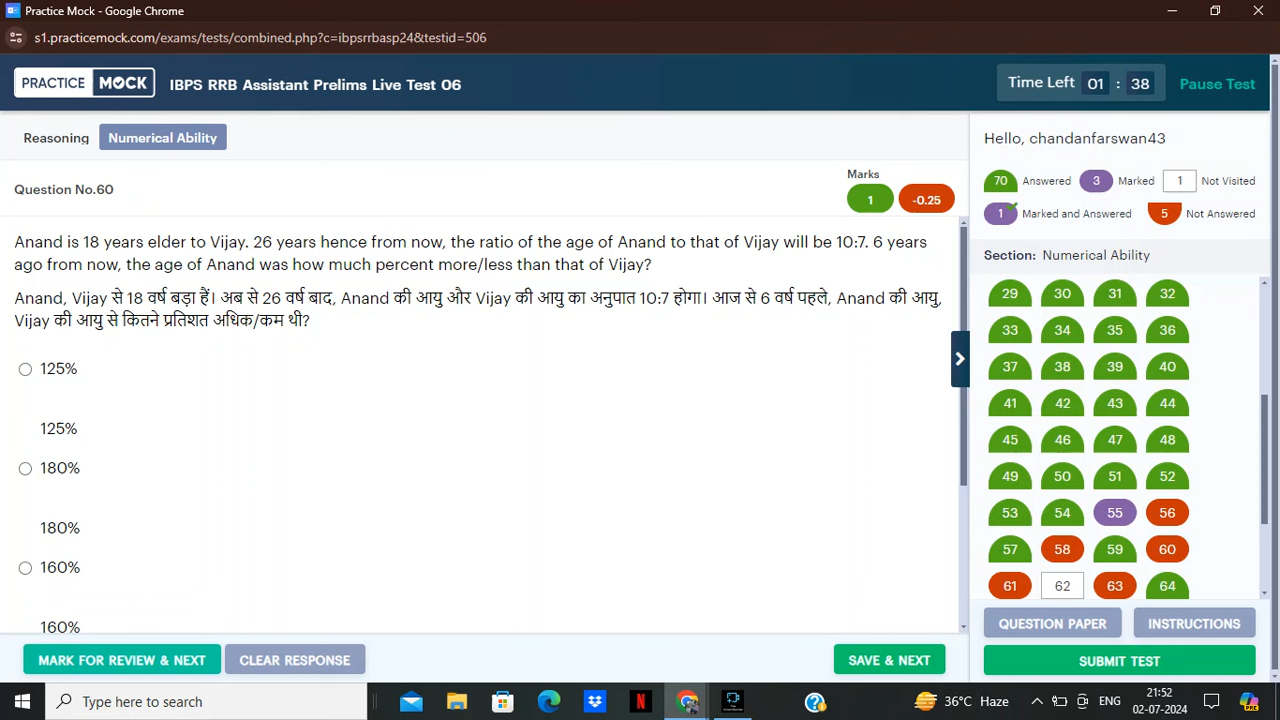 Practice Mock - Google Chrome
s1.practicemock.com/exams/tests/combined.php?c=ibpsrrbasp24&testid=506
PRACTICE MOCK
IBPS RRB Assistant Prelims Live Test 06
Time Left 01 : 38
Pause Test
Reasoning
Numerical Ability
Hello, chandanfarswan43
Question No.60
Marks
1
-0.25
70 Answered 3 Marked 1 Not Visited
1 Marked and Answered 5 Not Answered
Anand is 18 years elder to Vijay. 26 years hence from now, the ratio of the age of Anand to that of Vijay will be 10:7. 6 years
ago from now, the age of Anand was how much percent more/less than that of Vijay?
Anand, Vijay से 18 वर्ष बड़ा हैं। अब से 26 वर्ष बाद, Anand की आयु और Vijay की आयु का अनुपात 10:7 होगा। आज से 6 वर्ष पहले, Anand की आयु,
Vijay की आयु से कितने प्रतिशत अधिक/कम थी?
125%
125%
180%
180%
160%
160%
Section: Numerical Ability
29 30 31 32
33 34 35 36
37 38 39 40
41 42 43 44
45 46 47 48
49 50 51 52
53 54 55 56
57 58 59 60
61 62 63 64
MARK FOR REVIEW & NEXT
CLEAR RESPONSE
SAVE & NEXT
QUESTION PAPER
INSTRUCTIONS
SUBMIT TEST
Type here to search
36°C Haze
ENG
21:52
02-07-2024